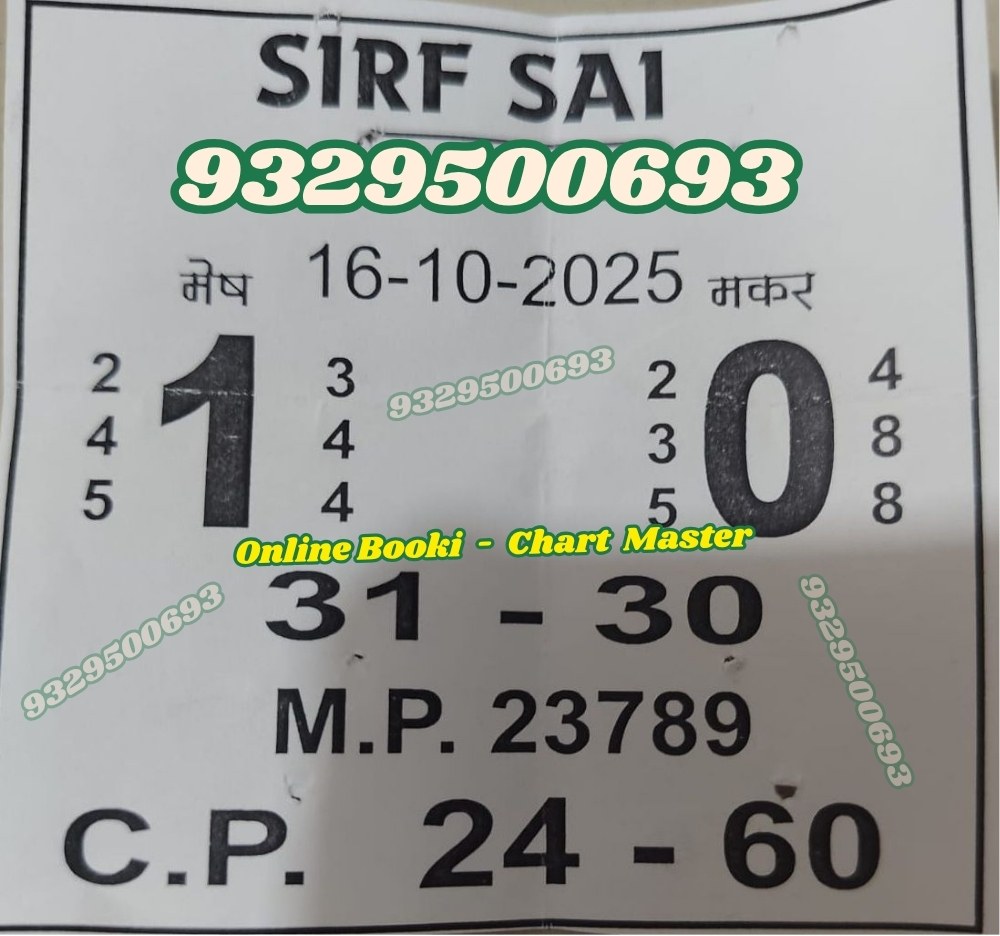 SIRF SAI
9329500693
मेष 16-10-2025 मकर
2 1 3 9329500693 2 0 4
4 4 3 8
5 4 5 8
Online Booki - Chart Master
31 - 30
9329500693
9329500693
M.P. 23789
C.P. 24 - 60